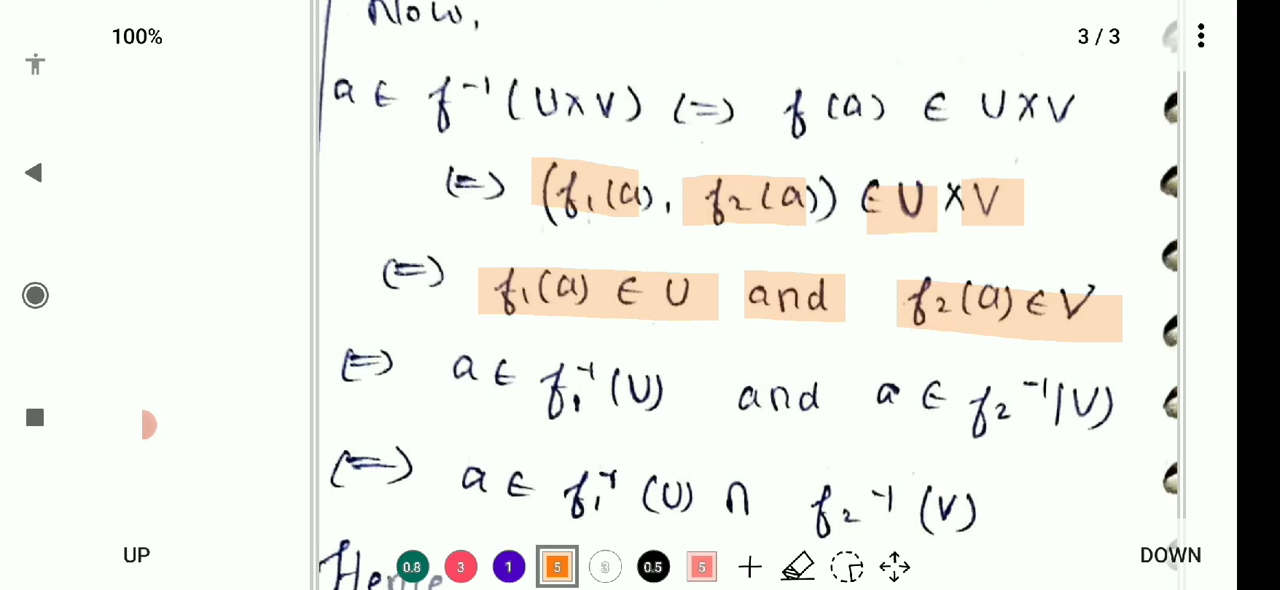 100%
3 / 3
Now,
a ∈ f⁻¹ (U×V) (=) f (a) ∈ U×V
(=) (f₁(a), f₂(a)) ∈ U × V
(=) f₁(a) ∈ U and f₂(a) ∈ V
(=) a ∈ f₁⁻¹ (U) and a ∈ f₂⁻¹(V)
(=) a ∈ f₁⁻¹ (U) ∩ f₂⁻¹ (V)
UP
DOWN
0.8 3 1 5 3 0.5 5